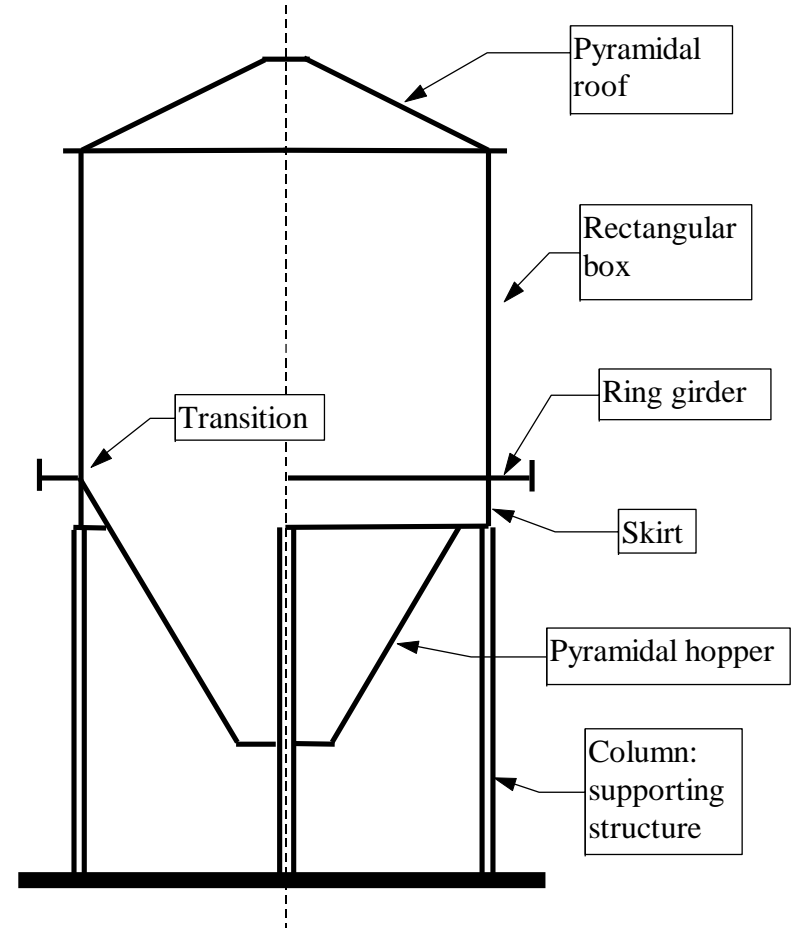 Pyramidal
roof
Rectangular
box
Ring girder
Transition
Skirt
Pyramidal hopper
Column:
supporting
structure